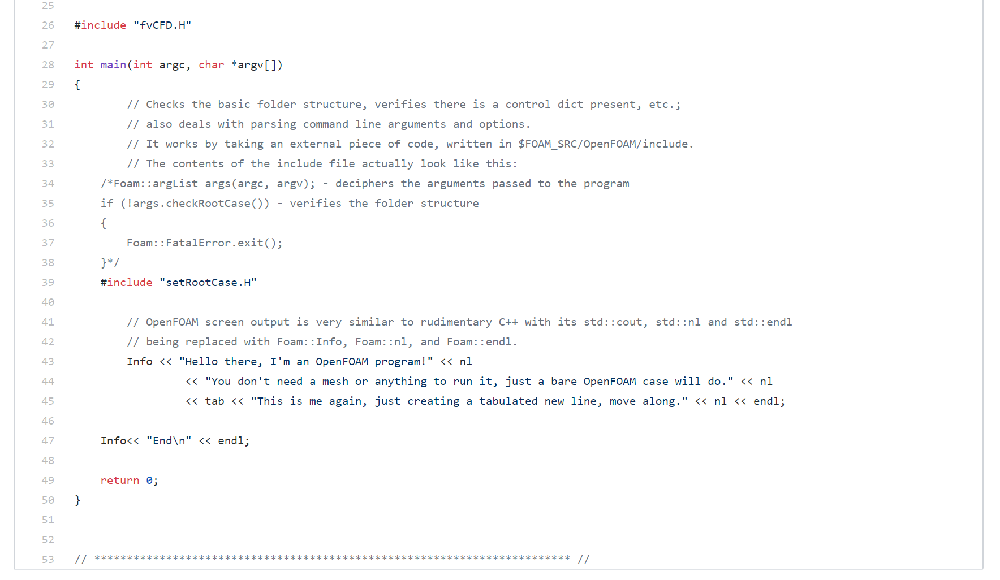 25
26 #include "fvCFD.H"
27
28 int main(int argc, char *argv[])
29 {
30 // Checks the basic folder structure, verifies there is a control dict present, etc.;
31 // also deals with parsing command line arguments and options.
32 // It works by taking an external piece of code, written in $FOAM_SRC/OpenFOAM/include.
33 // The contents of the include file actually look like this:
34 /*Foam::argList args(argc, argv); - deciphers the arguments passed to the program
35 if (!args.checkRootCase()) - verifies the folder structure
36 {
37 Foam::FatalError.exit();
38 }*/
39 #include "setRootCase.H"
40
41 // OpenFOAM screen output is very similar to rudimentary C++ with its std::cout, std::nl and std::endl
42 // being replaced with Foam::Info, Foam::nl, and Foam::endl.
43 Info << "Hello there, I'm an OpenFOAM program!" << nl
44 << "You don't need a mesh or anything to run it, just a bare OpenFOAM case will do." << nl
45 << tab << "This is me again, just creating a tabulated new line, move along." << nl << endl;
46
47 Info<< "End\n" << endl;
48
49 return 0;
50 }
51
52
53 // ************************************************************************* //